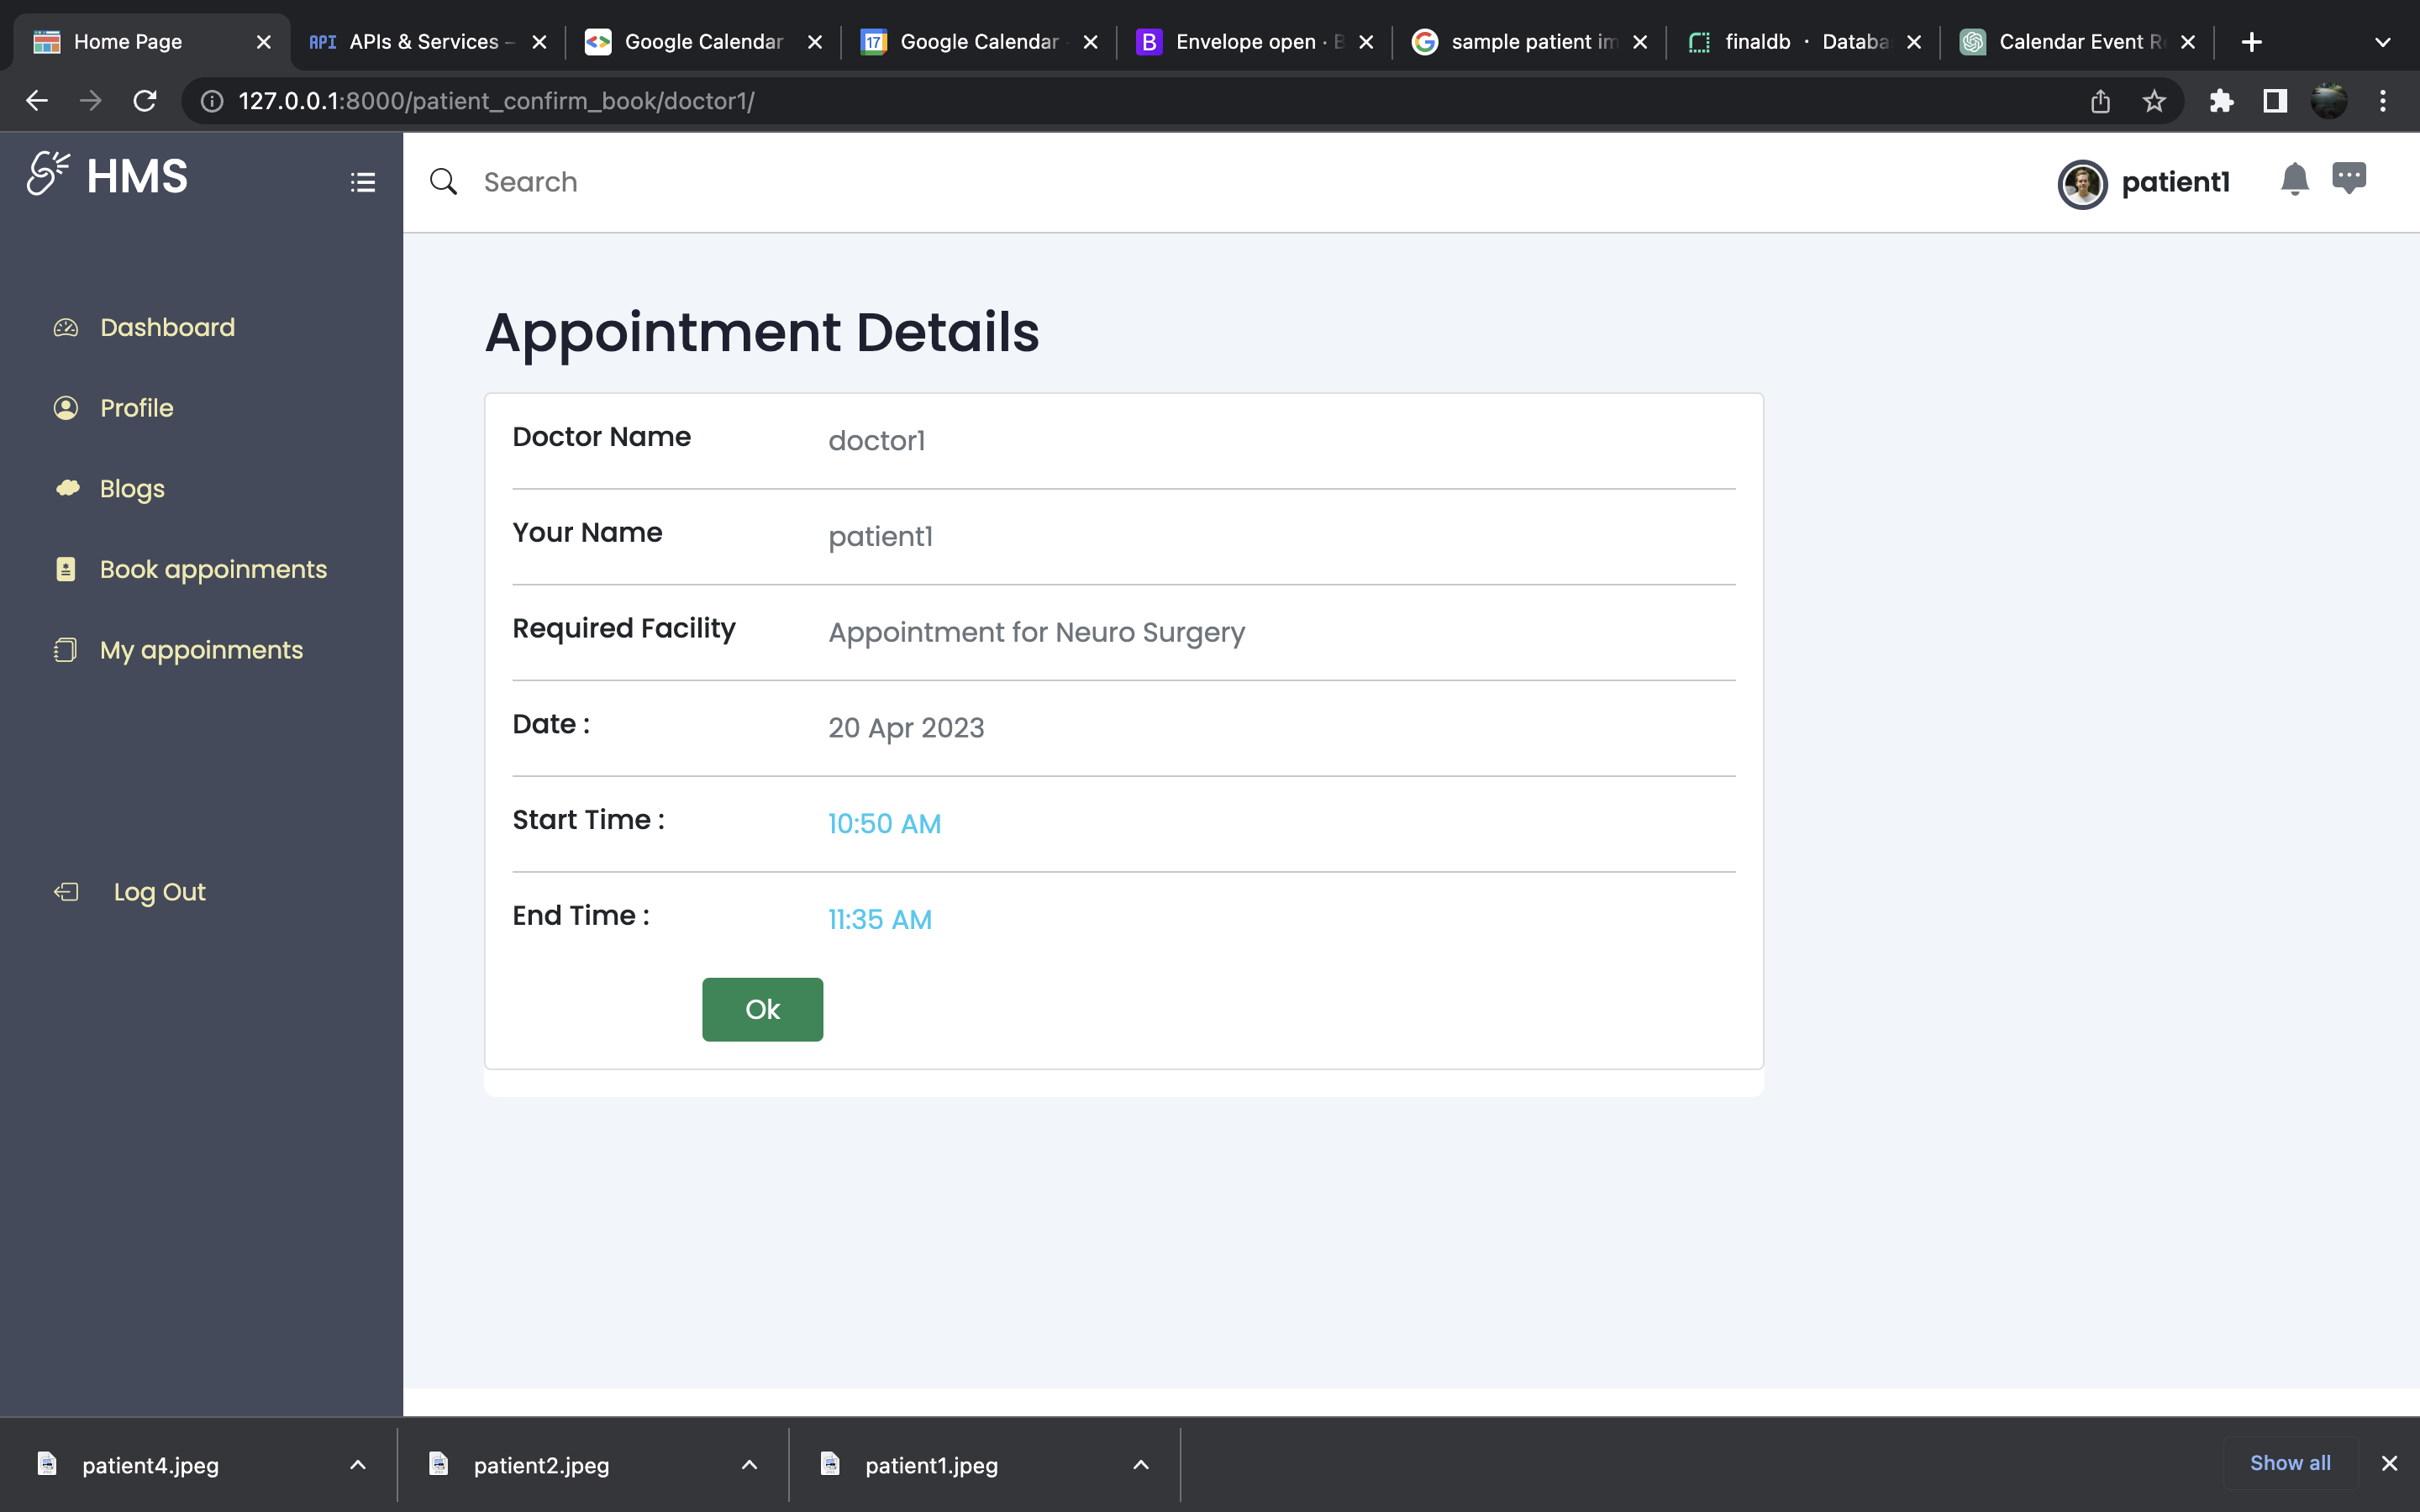 Home Page
APIs & Services –
Google Calendar
Google Calendar
Envelope open · B
sample patient im
finaldb · Databa
Calendar Event R
127.0.0.1:8000/patient_confirm_book/doctor1/
HMS
Search
patient1
Dashboard
Profile
Blogs
Book appoinments
My appoinments
Log Out
Appointment Details
Doctor Name doctor1
Your Name patient1
Required Facility Appointment for Neuro Surgery
Date : 20 Apr 2023
Start Time : 10:50 AM
End Time : 11:35 AM
Ok
patient4.jpeg
patient2.jpeg
patient1.jpeg
Show all